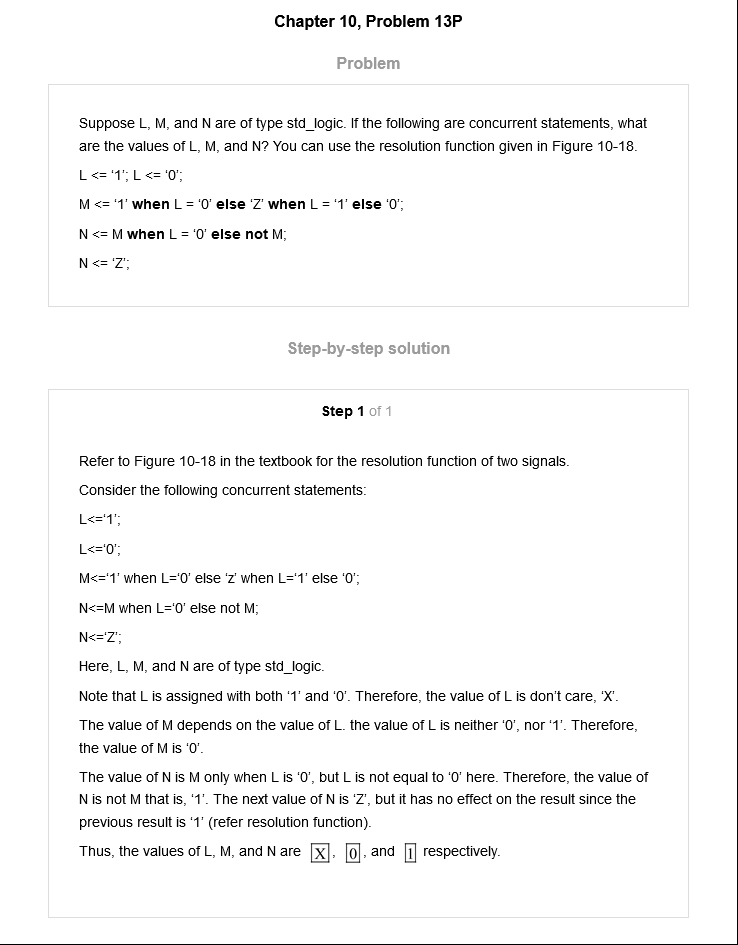 Chapter 10, Problem 13P
Problem
Suppose L, M, and N are of type std_logic. If the following are concurrent statements, what
are the values of L, M, and N? You can use the resolution function given in Figure 10-18.
L <= ‘1’; L <= ‘0’;
M <= ‘1’ when L = ‘0’ else ‘Z’ when L = ‘1’ else ‘0’;
N <= M when L = ‘0’ else not M;
N <= ‘Z’;
Step-by-step solution
Step 1 of 1
Refer to Figure 10-18 in the textbook for the resolution function of two signals.
Consider the following concurrent statements:
L<=‘1’;
L<=‘0’;
M<=‘1’ when L=‘0’ else ‘z’ when L=‘1’ else ‘0’;
N<=M when L=‘0’ else not M;
N<=‘Z’;
Here, L, M, and N are of type std_logic.
Note that L is assigned with both ‘1’ and ‘0’. Therefore, the value of L is don’t care, ‘X’.
The value of M depends on the value of L. the value of L is neither ‘0’, nor ‘1’. Therefore,
the value of M is ‘0’.
The value of N is M only when L is ‘0’, but L is not equal to ‘0’ here. Therefore, the value of
N is not M that is, ‘1’. The next value of N is ‘Z’, but it has no effect on the result since the
previous result is ‘1’ (refer resolution function).
Thus, the values of L, M, and N are X, 0, and 1 respectively.